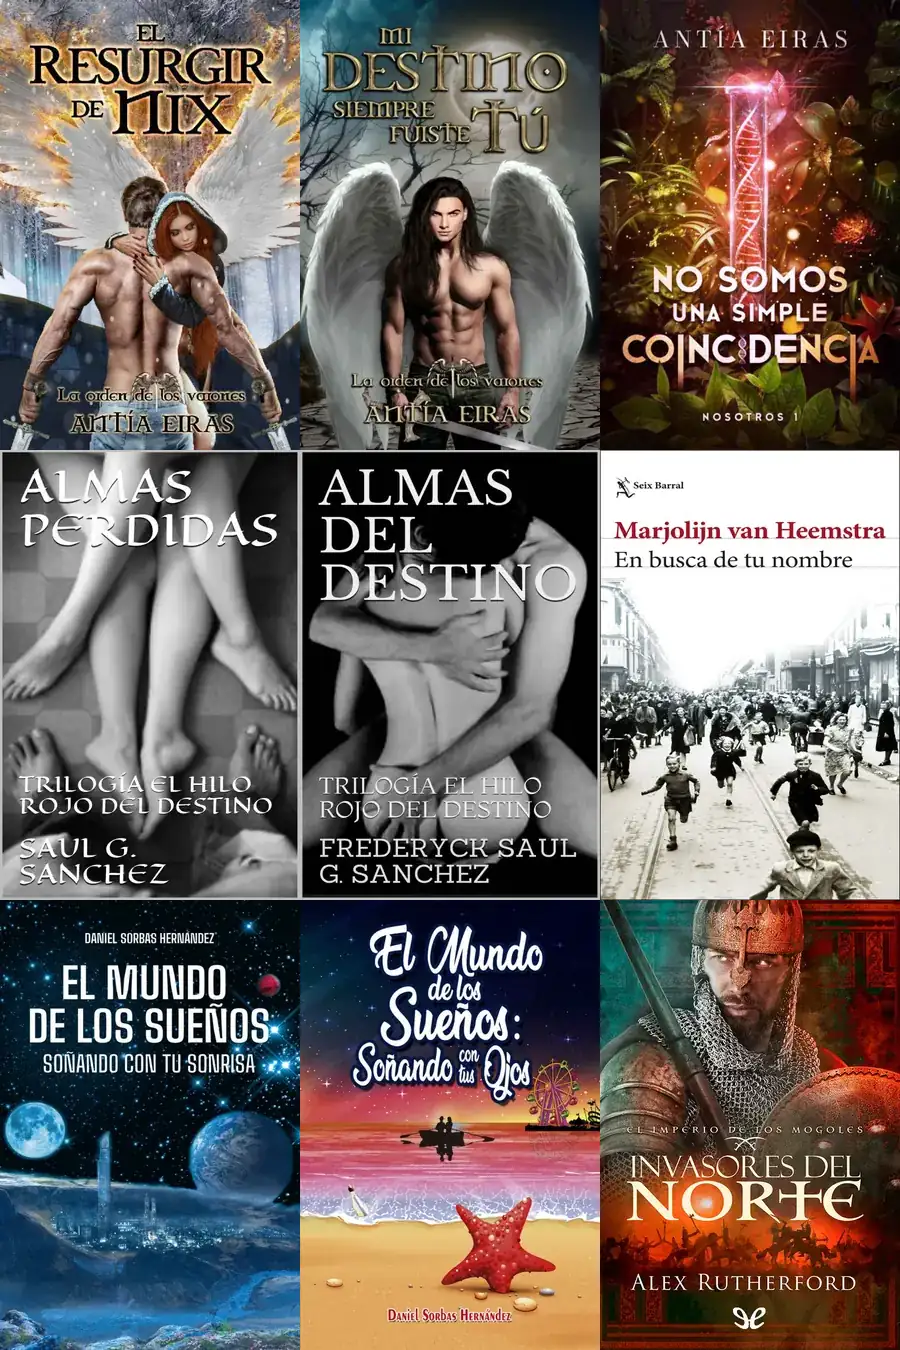 EL
RESURGIR
DE NIX
La orden de los varones
ANTÍA EIRAS
MI
DESTINO
SIEMPRE
FUISTE TÚ
La orden de los varones
ANTÍA EIRAS
ANTÍA EIRAS
NO SOMOS
UNA SIMPLE
COINCIDENCIA
NOSOTROS 1
ALMAS
PERDIDAS
TRILOGÍA EL HILO
ROJO DEL DESTINO
SAUL G.
SANCHEZ
ALMAS
DEL
DESTINO
TRILOGÍA EL HILO
ROJO DEL DESTINO
FREDERYCK SAUL
G. SANCHEZ
Seix Barral
Marjolijn van Heemstra
En busca de tu nombre
DANIEL SORBAS HERNÁNDEZ
EL MUNDO
DE LOS SUEÑOS
SOÑANDO CON TU SONRISA
El Mundo
de los
Sueños:
Soñando con tus Ojos
Daniel Sorbas Hernández
EL IMPERIO DE LOS MOGOLES
INVASORES DEL
NORTE
ALEX RUTHERFORD